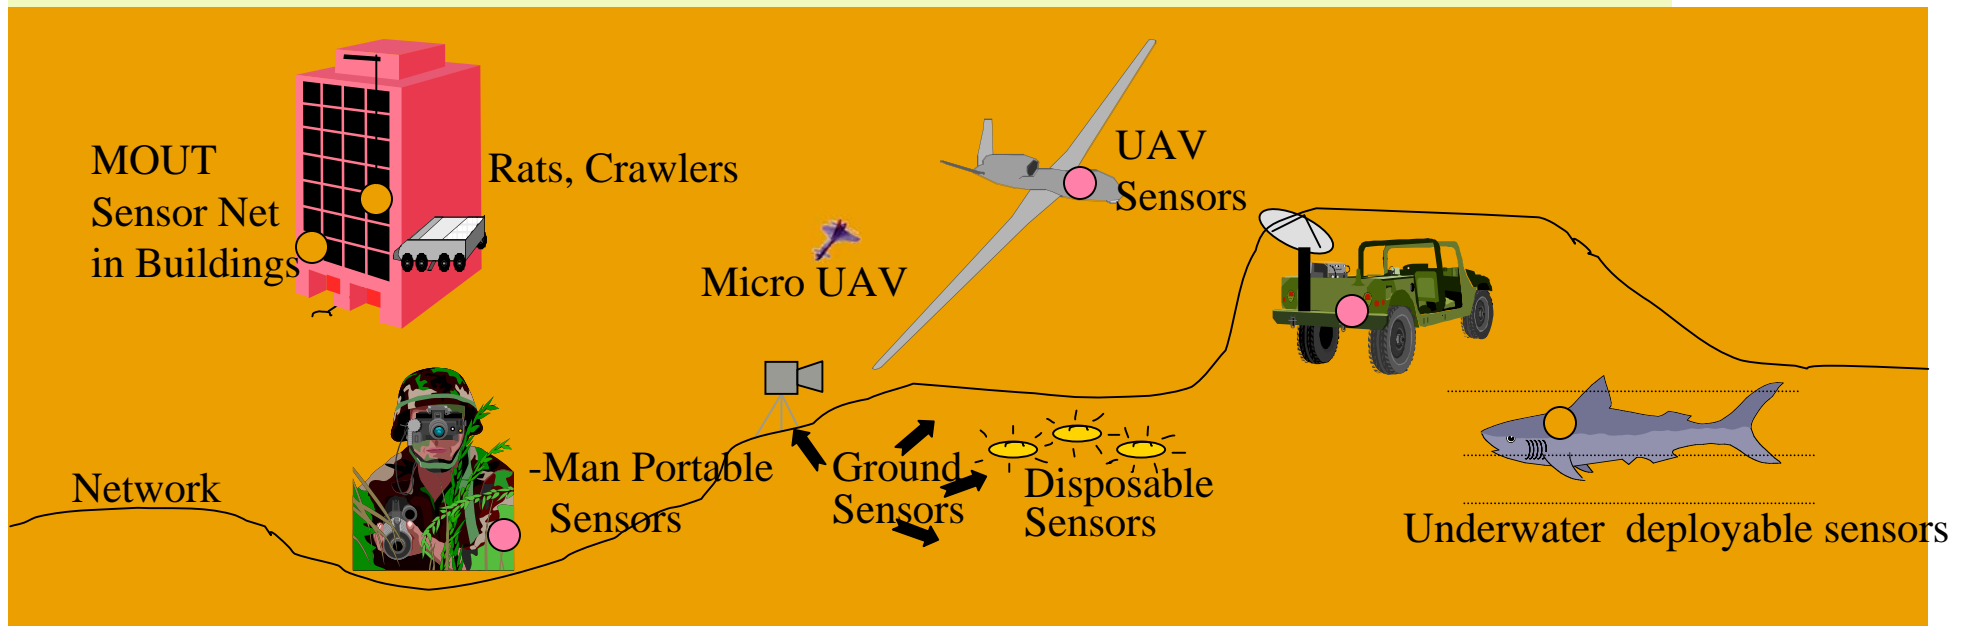 MOUT
Sensor Net
in Buildings
Rats, Crawlers
Micro UAV
UAV
Sensors
Network
-Man Portable
Sensors
Ground
Sensors
Disposable
Sensors
Underwater  deployable sensors